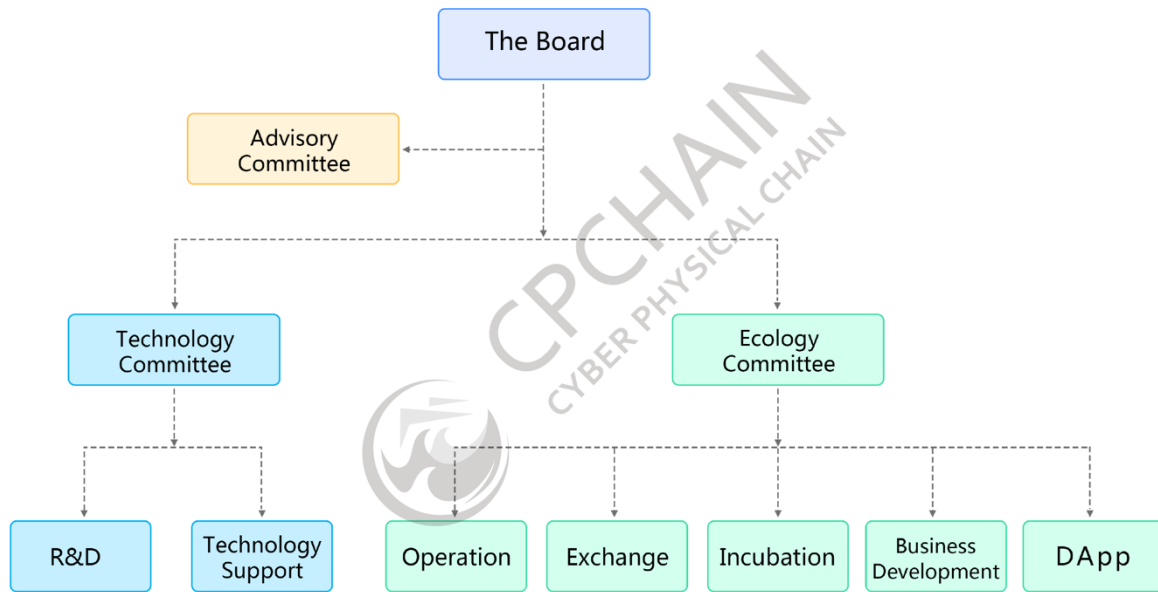 The Board
Advisory
Committee
CPCHAIN
CYBER PHYSICAL CHAIN
Technology
Committee
Ecology
Committee
R&D
Technology
Support
Operation
Exchange
Incubation
Business
Development
DApp